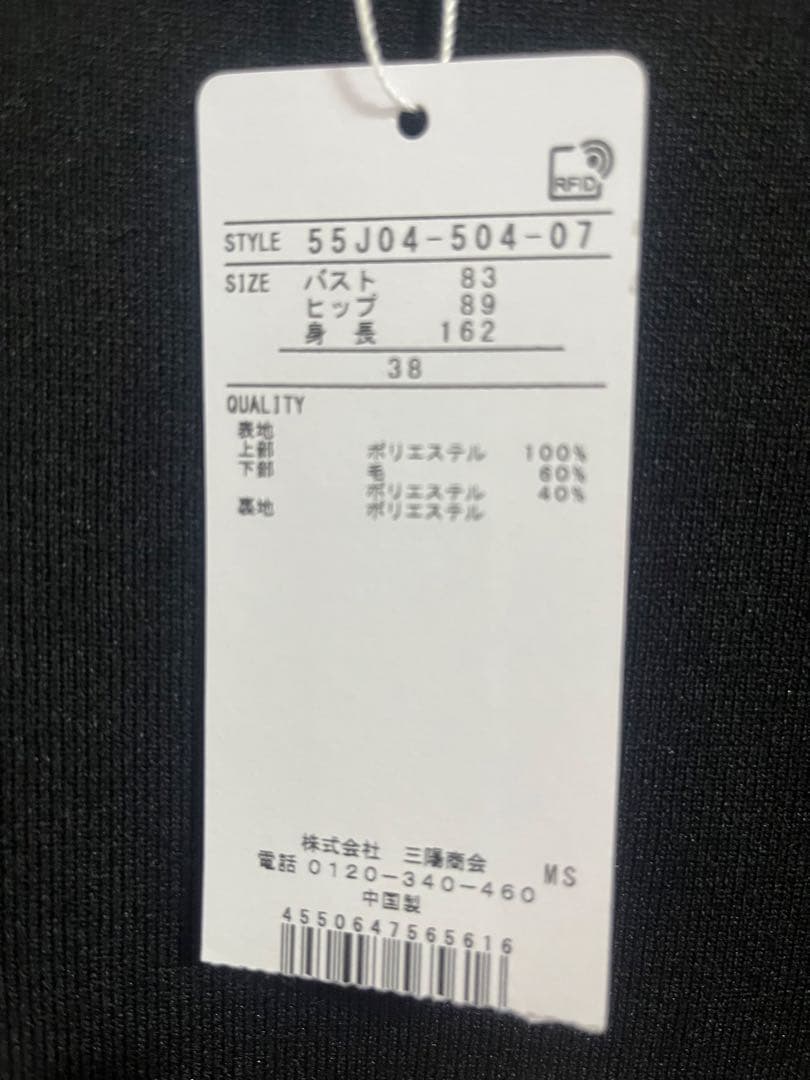 RFID
STYLE 55J04-504-07
SIZE バスト 83
ヒップ 89
身長 162
38
QUALITY
表地
上部 ポリエステル 100%
下部 毛 60%
ポリエステル 40%
裏地 ポリエステル
株式会社 三陽商会
電話 0120-340-460 MS
中国製
4550647565616